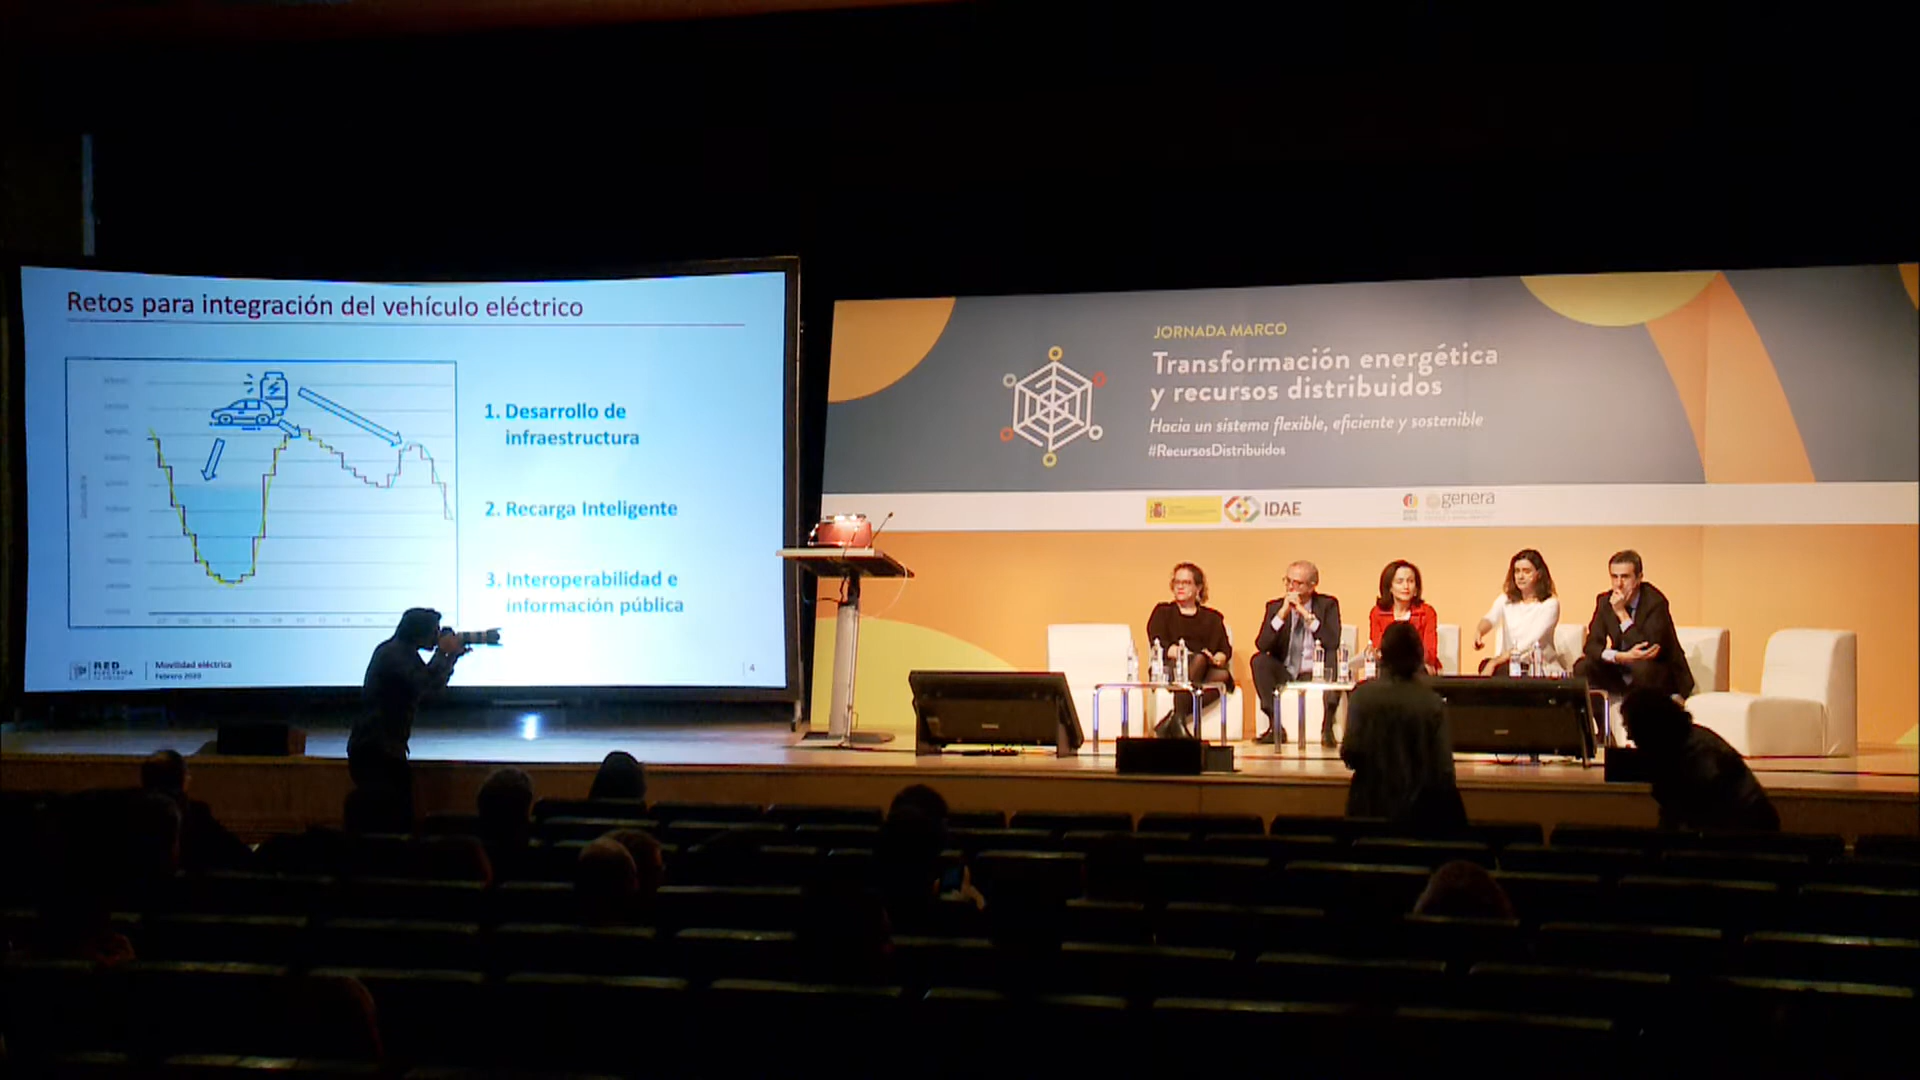 Retos para integración del vehículo eléctrico
1. Desarrollo de
infraestructura
2. Recarga Inteligente
3. Interoperabilidad e
información pública
RED
ELÉCTRICA
Movilidad eléctrica
Febrero 2020
4
JORNADA MARCO
Transformación energética
y recursos distribuidos
Hacia un sistema flexible, eficiente y sostenible
#RecursosDistribuidos
IDAE
genera